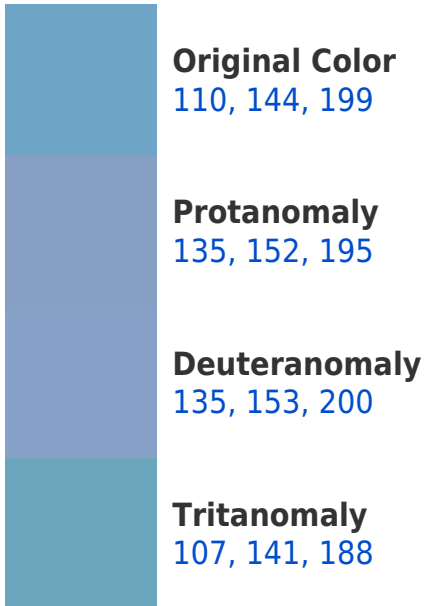 Original Color
110, 144, 199
Protanomaly
135, 152, 195
Deuteranomaly
135, 153, 200
Tritanomaly
107, 141, 188